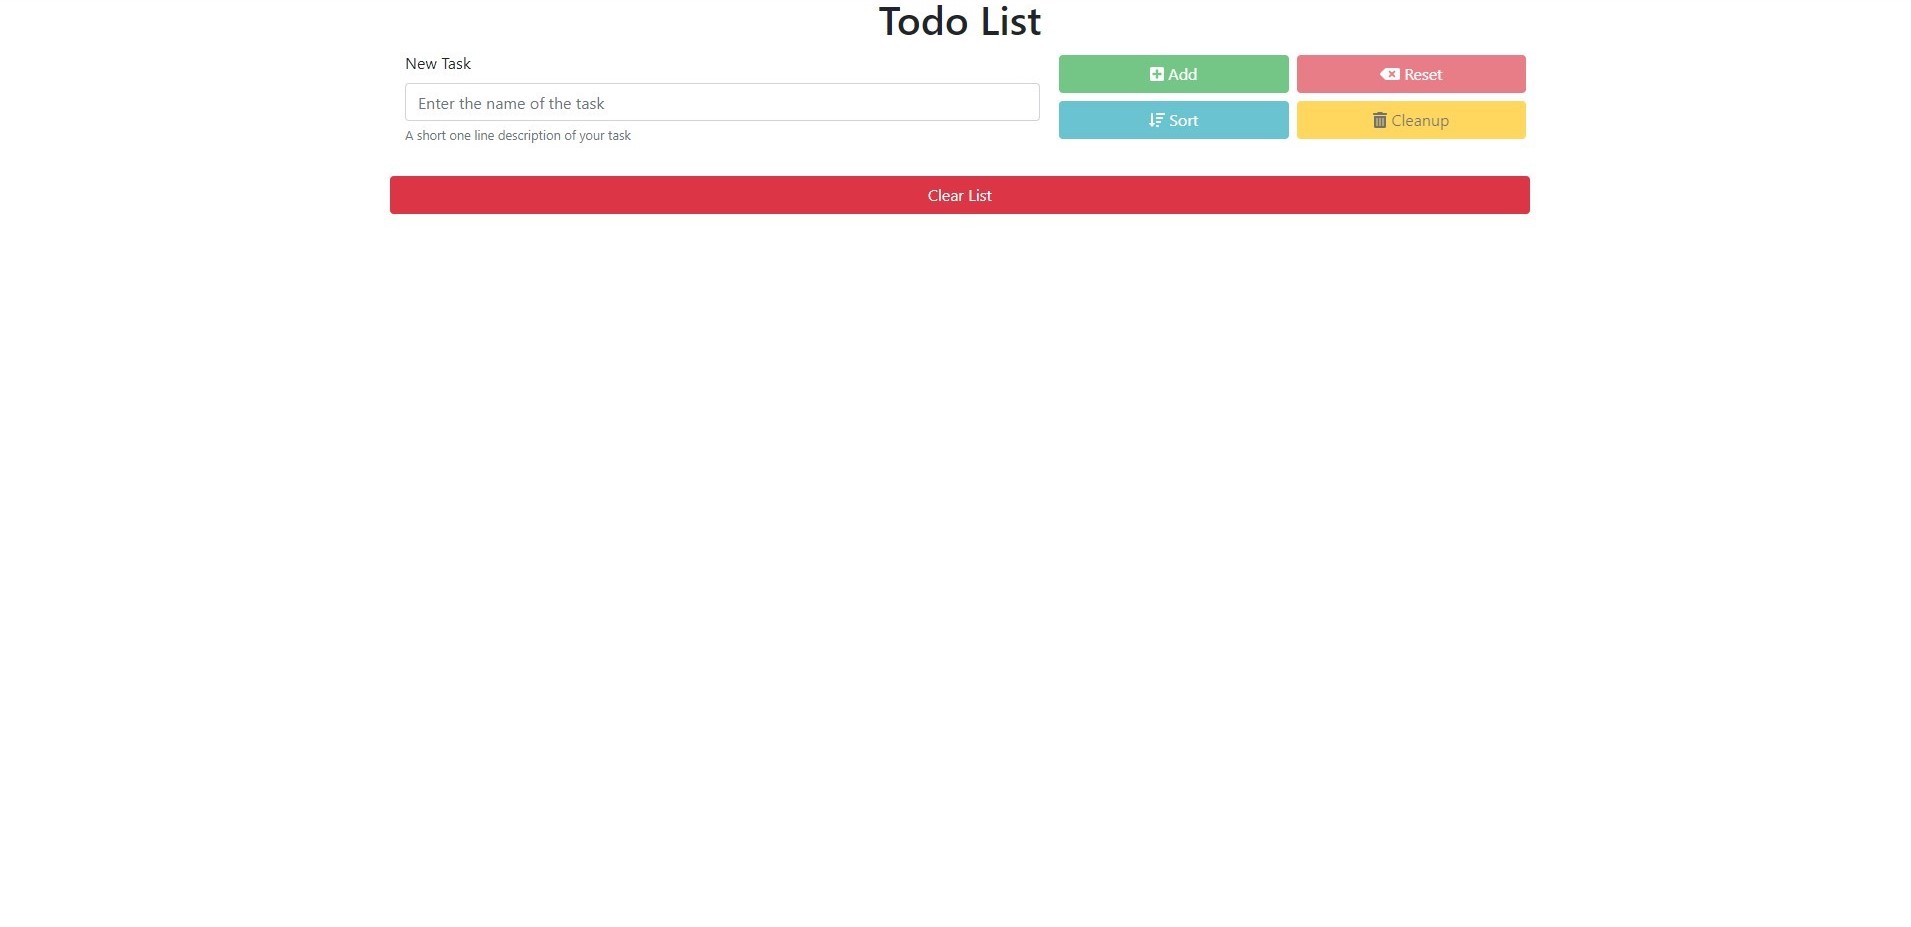 Todo List
New Task
Enter the name of the task
A short one line description of your task
Add
Reset
Sort
Cleanup
Clear List